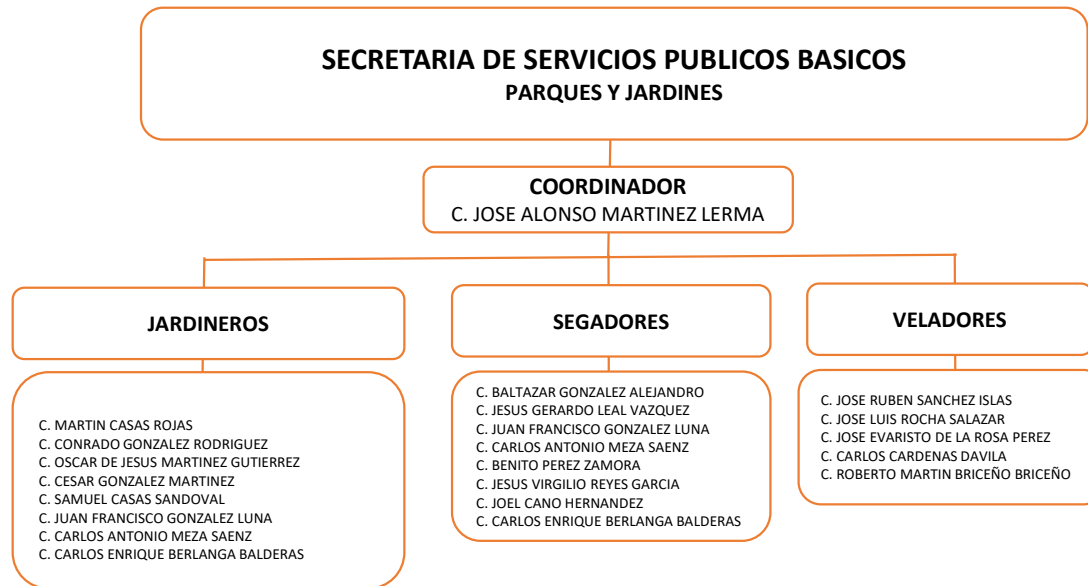 SECRETARIA DE SERVICIOS PUBLICOS BASICOS
PARQUES Y JARDINES
COORDINADOR
C. JOSE ALONSO MARTINEZ LERMA
JARDINEROS
C. MARTIN CASAS ROJAS
C. CONRADO GONZALEZ RODRIGUEZ
C. OSCAR DE JESUS MARTINEZ GUTIERREZ
C. CESAR GONZALEZ MARTINEZ
C. SAMUEL CASAS SANDOVAL
C. JUAN FRANCISCO GONZALEZ LUNA
C. CARLOS ANTONIO MEZA SAENZ
C. CARLOS ENRIQUE BERLANGA BALDERAS
SEGADORES
C. BALTAZAR GONZALEZ ALEJANDRO
C. JESUS GERARDO LEAL VAZQUEZ
C. JUAN FRANCISCO GONZALEZ LUNA
C. CARLOS ANTONIO MEZA SAENZ
C. BENITO PEREZ ZAMORA
C. JESUS VIRGILIO REYES GARCIA
C. JOEL CANO HERNANDEZ
C. CARLOS ENRIQUE BERLANGA BALDERAS
VELADORES
C. JOSE RUBEN SANCHEZ ISLAS
C. JOSE LUIS ROCHA SALAZAR
C. JOSE EVARISTO DE LA ROSA PEREZ
C. CARLOS CARDENAS DAVILA
C. ROBERTO MARTIN BRICEÑO BRICEÑO